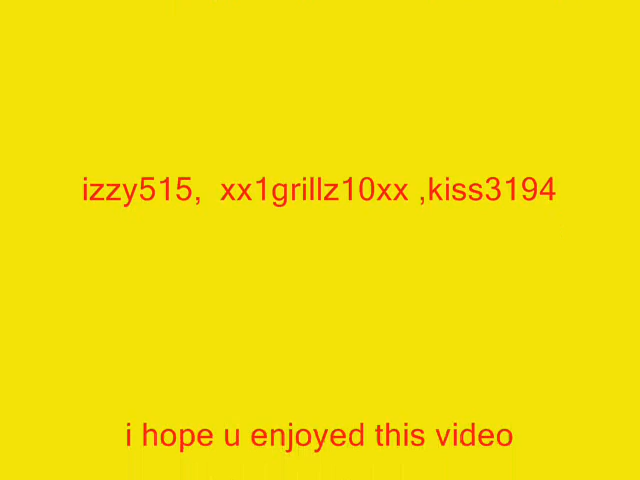 izzy515,  xx1grillz10xx ,kiss3194
i hope u enjoyed this video